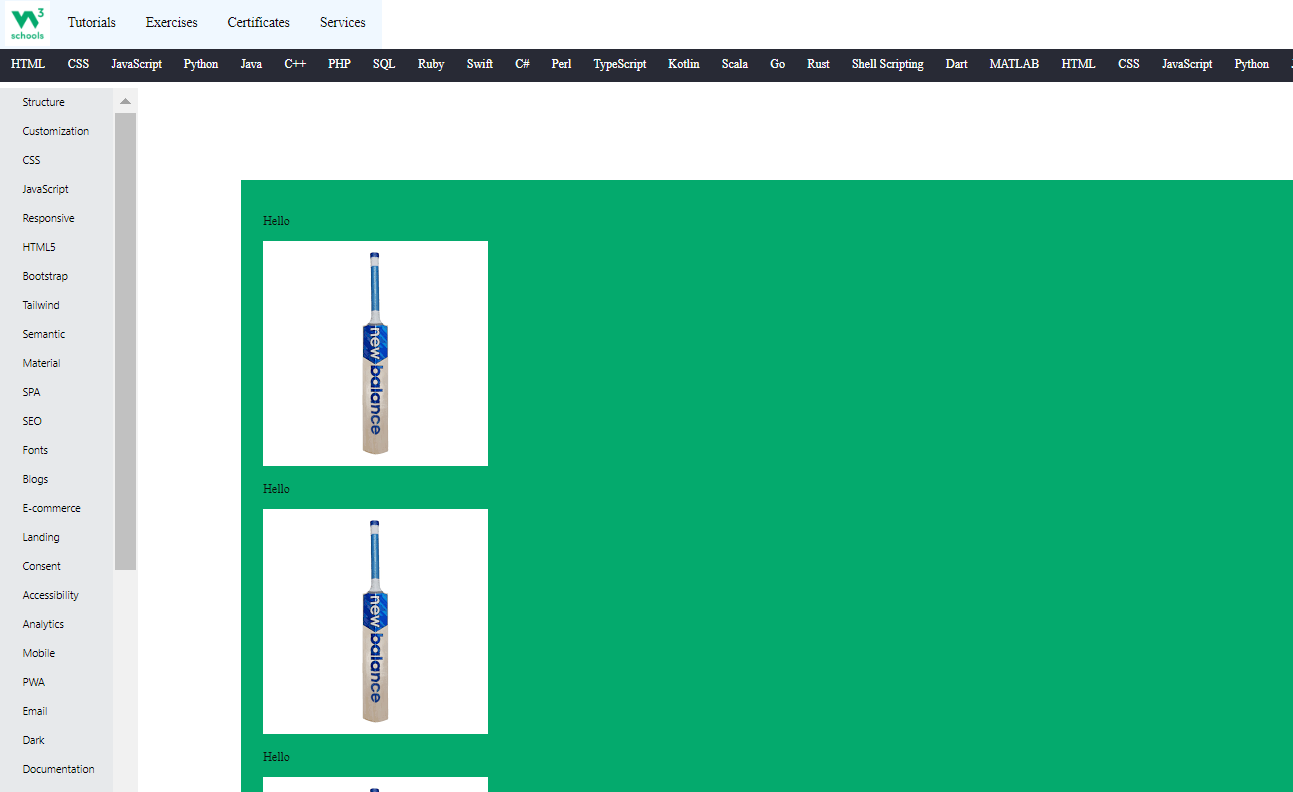 3
schools
Tutorials Exercises Certificates Services
HTML CSS JavaScript Python Java C++ PHP SQL Ruby Swift C# Perl TypeScript Kotlin Scala Go Rust Shell Scripting Dart MATLAB HTML CSS JavaScript Python
Structure
Customization
CSS
JavaScript
Responsive
HTML5
Bootstrap
Tailwind
Semantic
Material
SPA
SEO
Fonts
Blogs
E-commerce
Landing
Consent
Accessibility
Analytics
Mobile
PWA
Email
Dark
Documentation
Hello
new balance
Hello
new balance
Hello